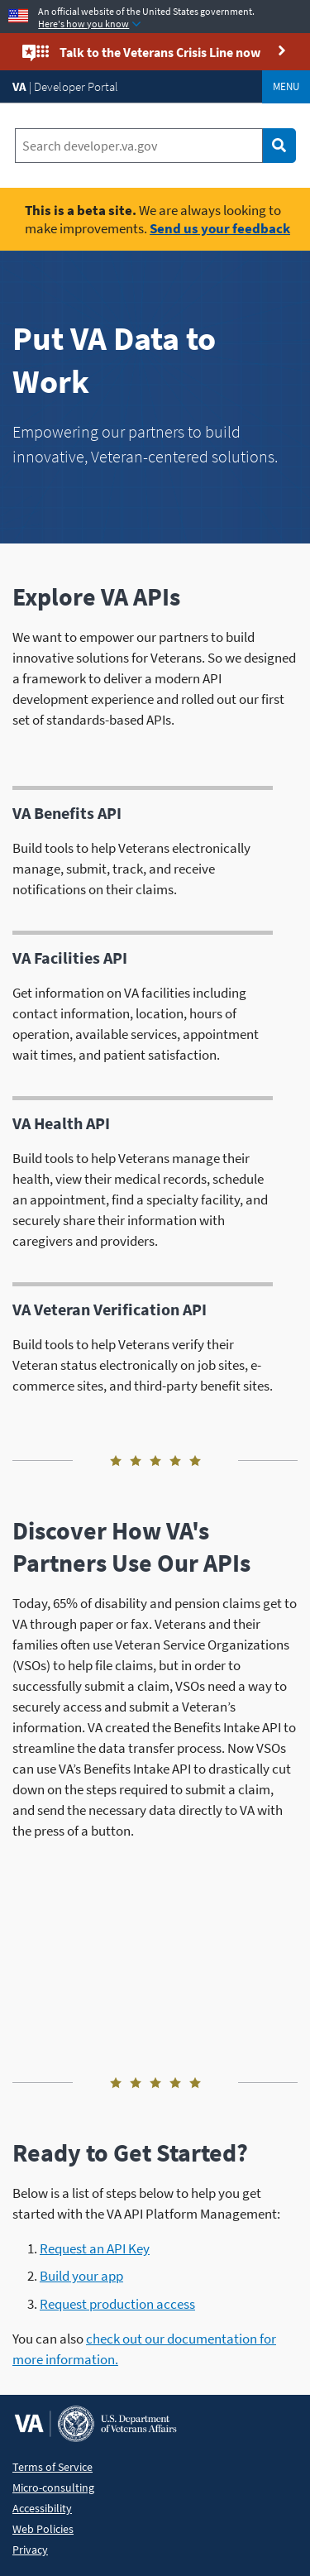 An official website of the United States government.
Here's how you know
Talk to the Veterans Crisis Line now
VA | Developer Portal
MENU
Search developer.va.gov
This is a beta site. We are always looking to
make improvements. Send us your feedback
Put VA Data to
Work
Empowering our partners to build
innovative, Veteran-centered solutions.
Explore VA APIs
We want to empower our partners to build
innovative solutions for Veterans. So we designed
a framework to deliver a modern API
development experience and rolled out our first
set of standards-based APIs.
VA Benefits API
Build tools to help Veterans electronically
manage, submit, track, and receive
notifications on their claims.
VA Facilities API
Get information on VA facilities including
contact information, location, hours of
operation, available services, appointment
wait times, and patient satisfaction.
VA Health API
Build tools to help Veterans manage their
health, view their medical records, schedule
an appointment, find a specialty facility, and
securely share their information with
caregivers and providers.
VA Veteran Verification API
Build tools to help Veterans verify their
Veteran status electronically on job sites, e-
commerce sites, and third-party benefit sites.
Discover How VA's
Partners Use Our APIs
Today, 65% of disability and pension claims get to
VA through paper or fax. Veterans and their
families often use Veteran Service Organizations
(VSOs) to help file claims, but in order to
successfully submit a claim, VSOs need a way to
securely access and submit a Veteran’s
information. VA created the Benefits Intake API to
streamline the data transfer process. Now VSOs
can use VA’s Benefits Intake API to drastically cut
down on the steps required to submit a claim,
and send the necessary data directly to VA with
the press of a button.
Ready to Get Started?
Below is a list of steps below to help you get
started with the VA API Platform Management:
1. Request an API Key
2. Build your app
3. Request production access
You can also check out our documentation for
more information.
VA
U.S. Department
of Veterans Affairs
Terms of Service
Micro-consulting
Accessibility
Web Policies
Privacy